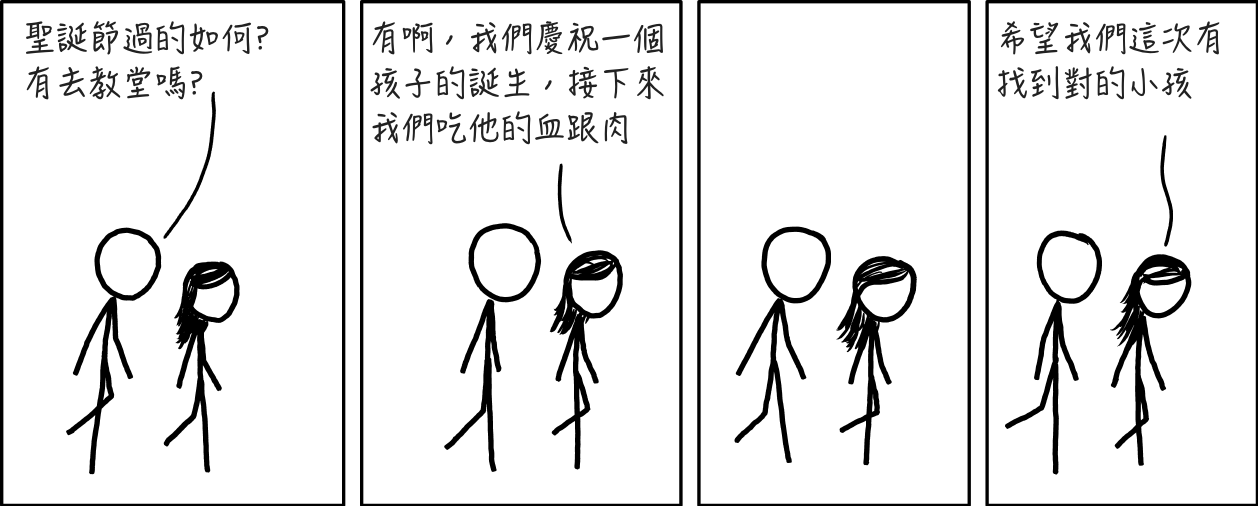 聖誕節過的如何?
有去教堂嗎?
有啊，我們慶祝一個
孩子的誕生，接下來
我們吃他的血跟肉
希望我們這次有
找到對的小孩